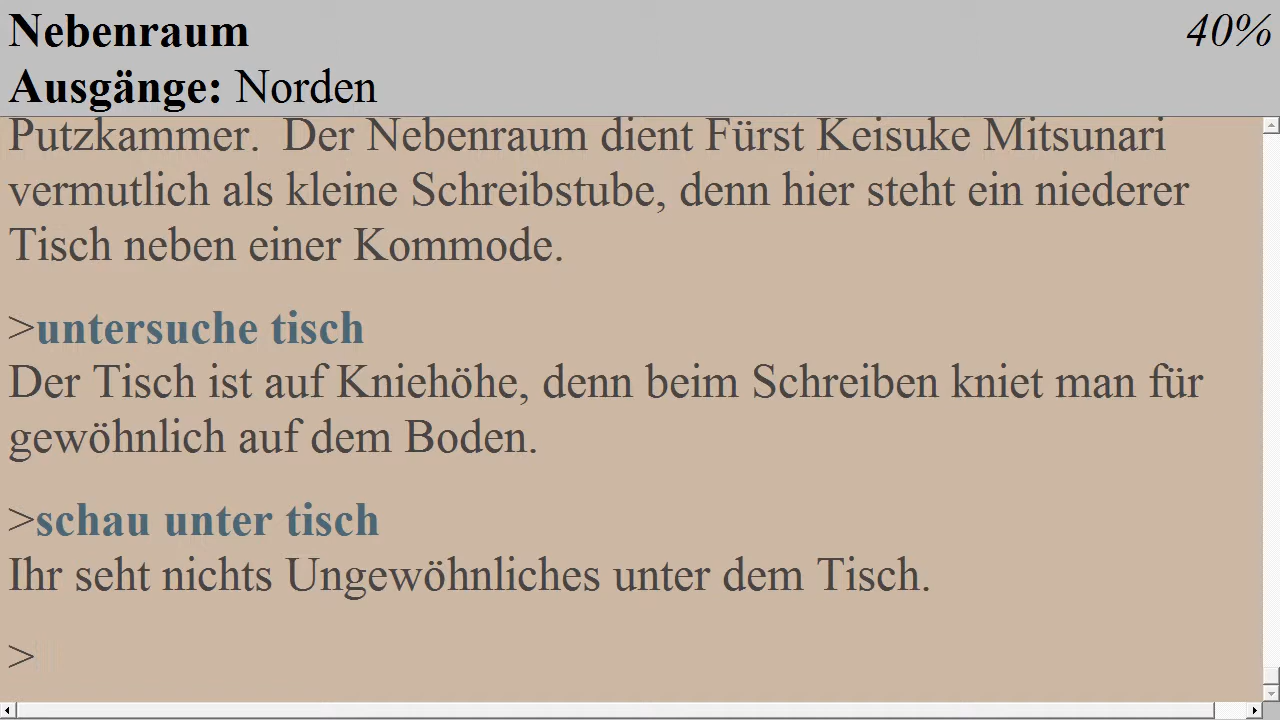 Nebenraum 40%
Ausgänge: Norden
Putzkammer. Der Nebenraum dient Fürst Keisuke Mitsunari
vermutlich als kleine Schreibstube, denn hier steht ein niederer
Tisch neben einer Kommode.
>untersuche tisch
Der Tisch ist auf Kniehöhe, denn beim Schreiben kniet man für
gewöhnlich auf dem Boden.
>schau unter tisch
Ihr seht nichts Ungewöhnliches unter dem Tisch.
>